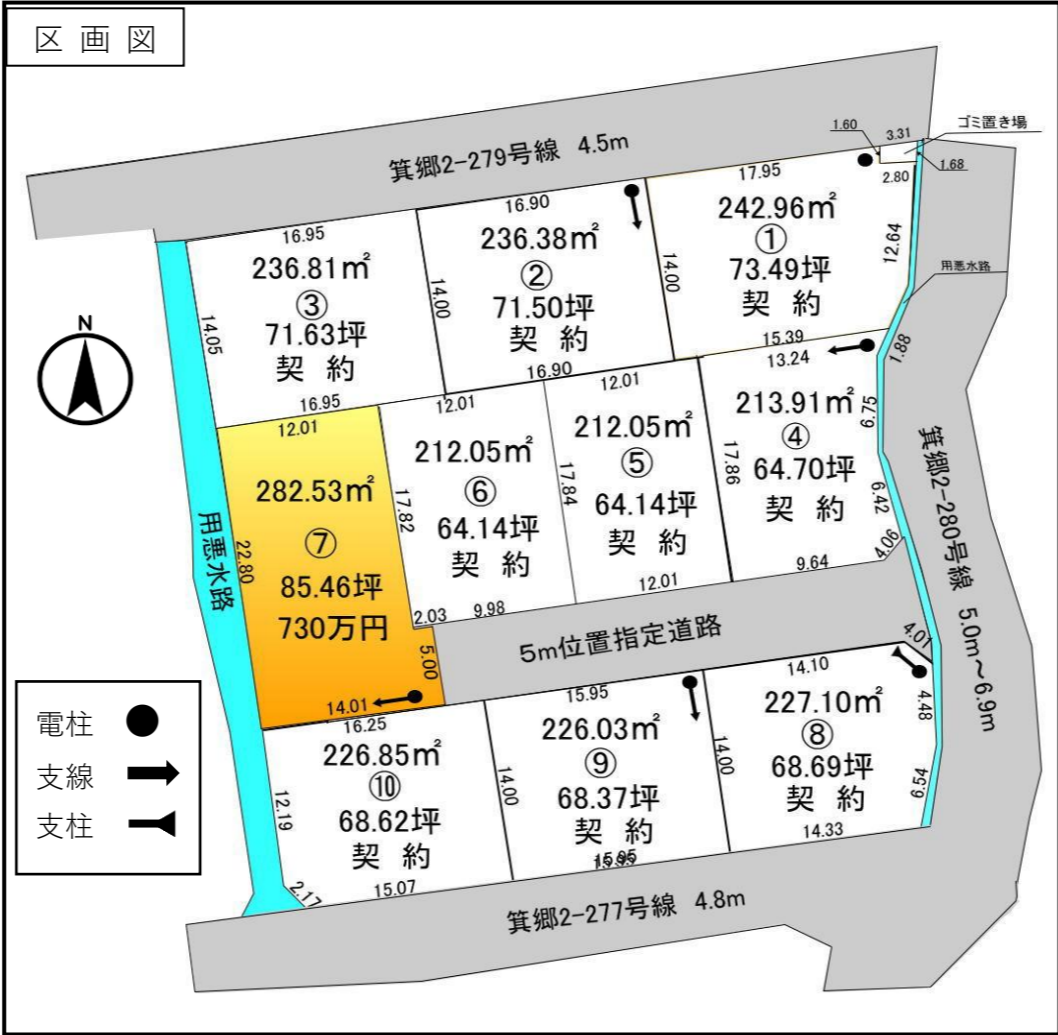 区画図
箕郷2-279号線 4.5m
ゴミ置き場
1.60
3.31
1.68
2.80
17.95
242.96㎡
①
73.49坪
契約
12.64
14.00
15.39
用悪水路
16.90
236.38㎡
②
71.50坪
契約
14.00
16.90
16.95
236.81㎡
③
71.63坪
契約
14.05
16.95
N
13.24
213.91㎡
④
64.70坪
契約
1.88
6.75
6.42
4.06
17.86
9.64
12.01
212.05㎡
⑤
64.14坪
契約
17.84
12.01
12.01
212.05㎡
⑥
64.14坪
契約
17.82
2.03
9.98
12.01
282.53㎡
⑦
85.46坪
730万円
22.80
5.00
14.01
用悪水路
5m位置指定道路
箕郷2-280号線 5.0m～6.9m
4.01
14.10
227.10㎡
⑧
68.69坪
契約
4.48
6.54
14.00
14.33
15.95
226.03㎡
⑨
68.37坪
契約
14.00
15.95
16.25
226.85㎡
⑩
68.62坪
契約
12.19
2.17
15.07
箕郷2-277号線 4.8m
電柱
支線
支柱